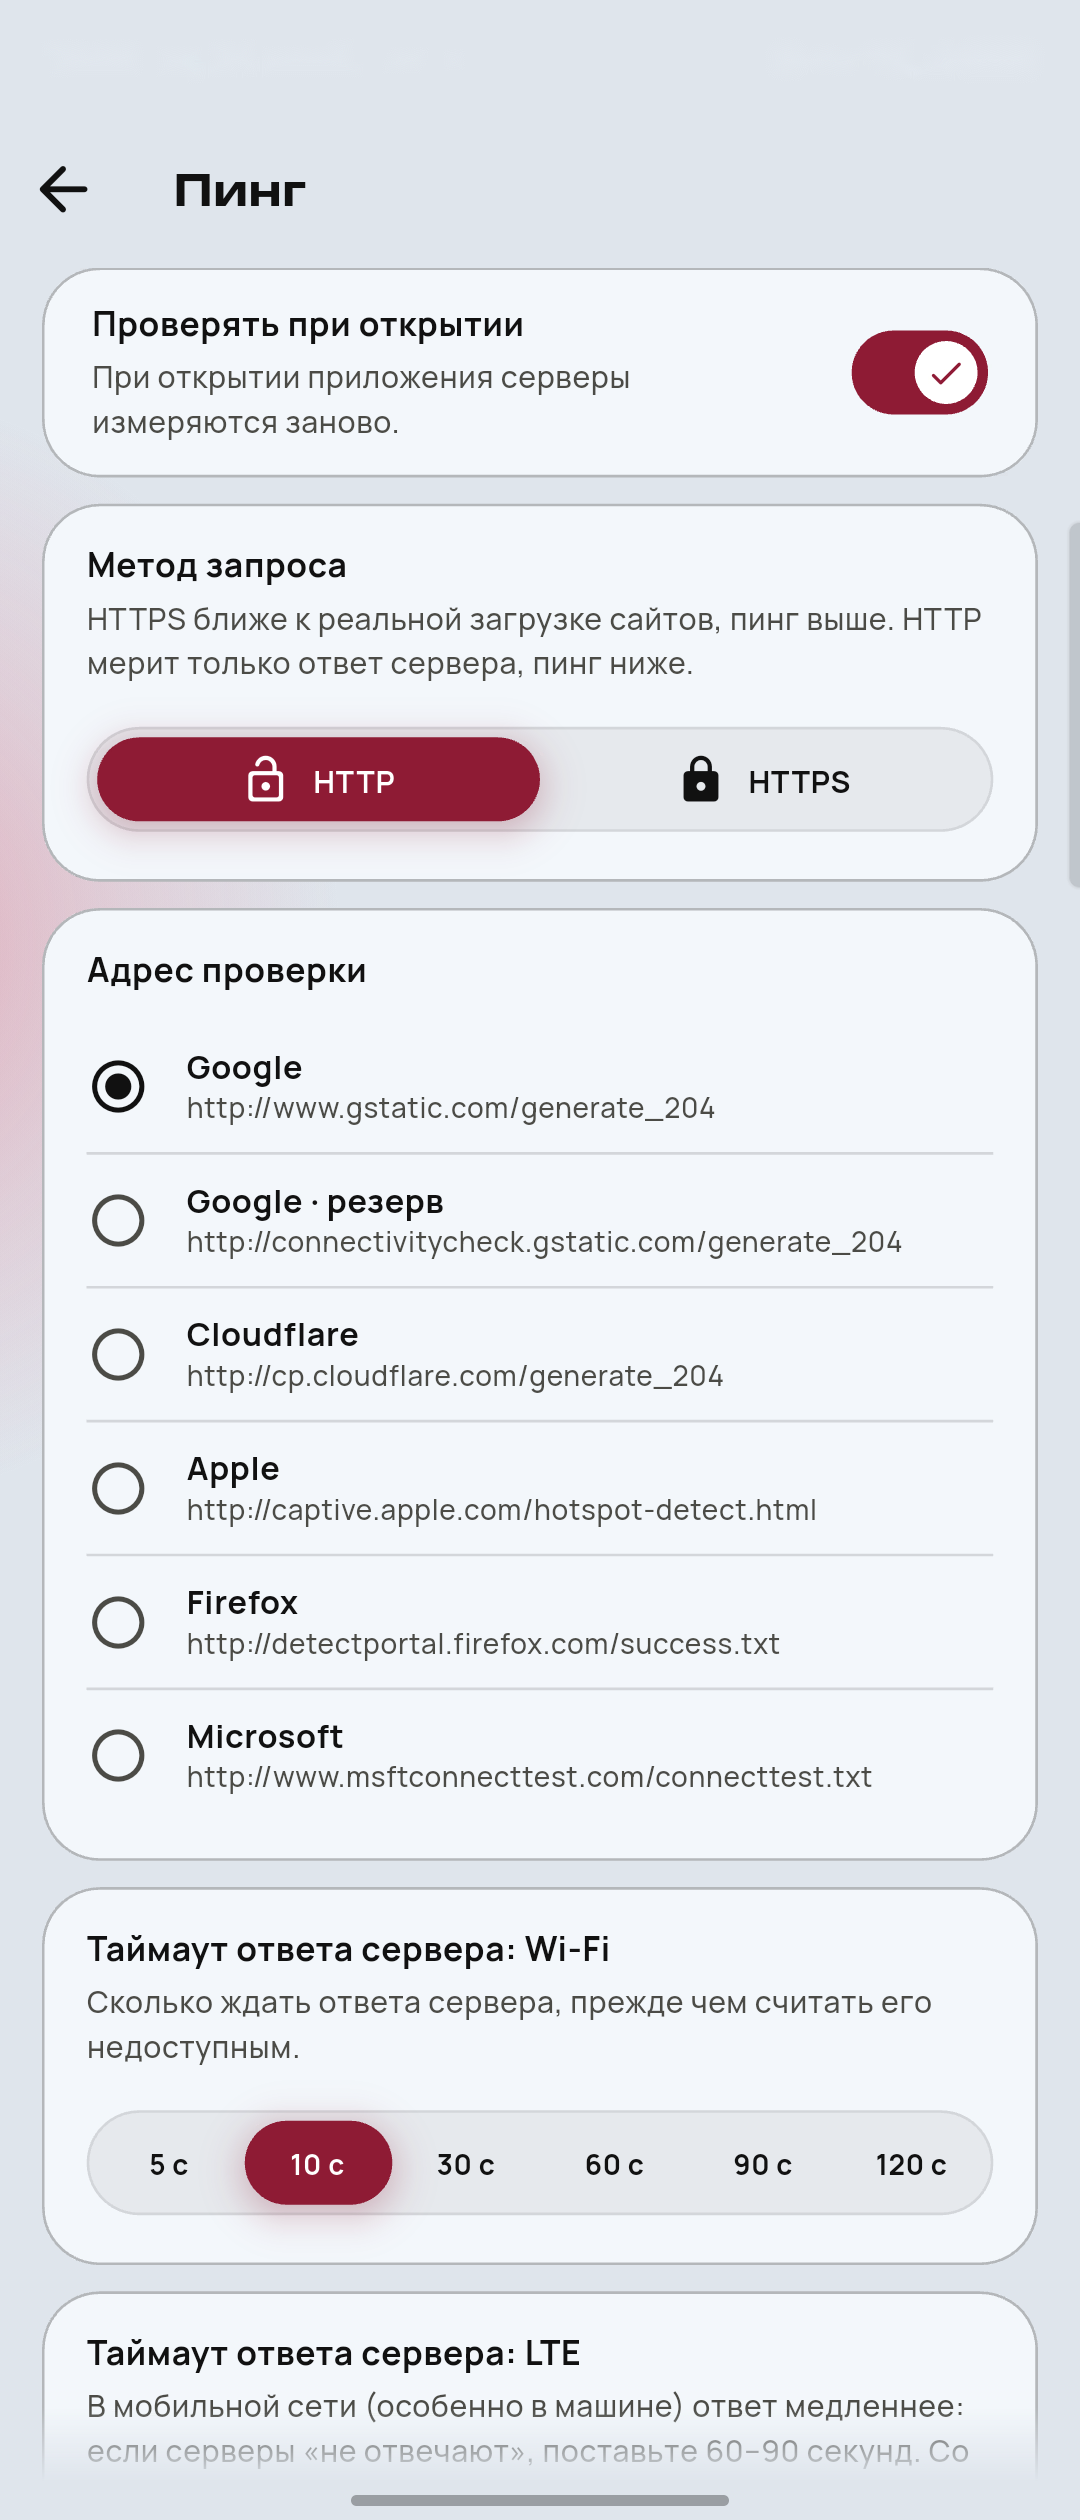 Пинг
Проверять при открытии
При открытии приложения серверы
измеряются заново.
Метод запроса
HTTPS ближе к реальной загрузке сайтов, пинг выше. HTTP
мерит только ответ сервера, пинг ниже.
HTTP
HTTPS
Адрес проверки
Google
http://www.gstatic.com/generate_204
Google · резерв
http://connectivitycheck.gstatic.com/generate_204
Cloudflare
http://cp.cloudflare.com/generate_204
Apple
http://captive.apple.com/hotspot-detect.html
Firefox
http://detectportal.firefox.com/success.txt
Microsoft
http://www.msftconnecttest.com/connecttest.txt
Таймаут ответа сервера: Wi-Fi
Сколько ждать ответа сервера, прежде чем считать его
недоступным.
5 с
10 с
30 с
60 с
90 с
120 с
Таймаут ответа сервера: LTE
В мобильной сети (особенно в машине) ответ медленнее:
если серверы «не отвечают», поставьте 60–90 секунд. Со